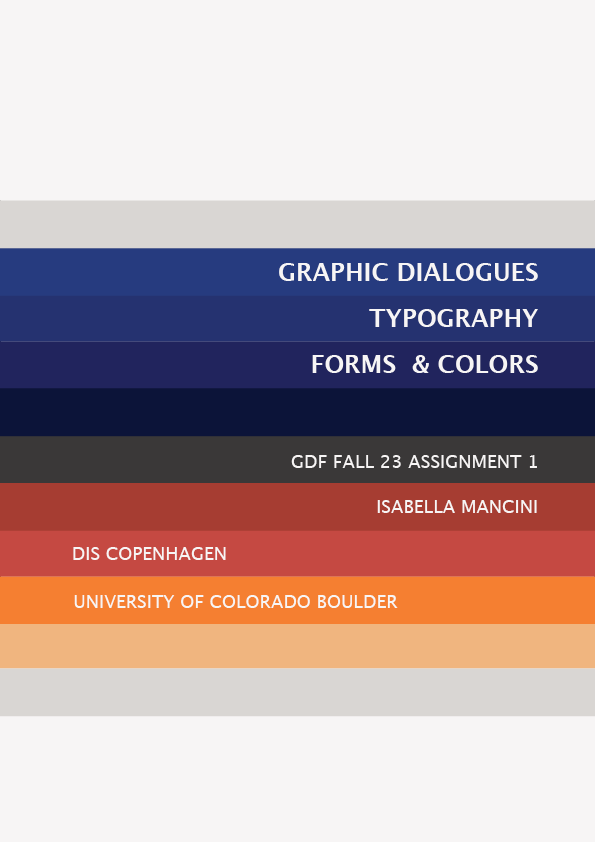 GRAPHIC DIALOGUES
TYPOGRAPHY
FORMS  & COLORS
GDF FALL 23 ASSIGNMENT 1
ISABELLA MANCINI
DIS COPENHAGEN
UNIVERSITY OF COLORADO BOULDER